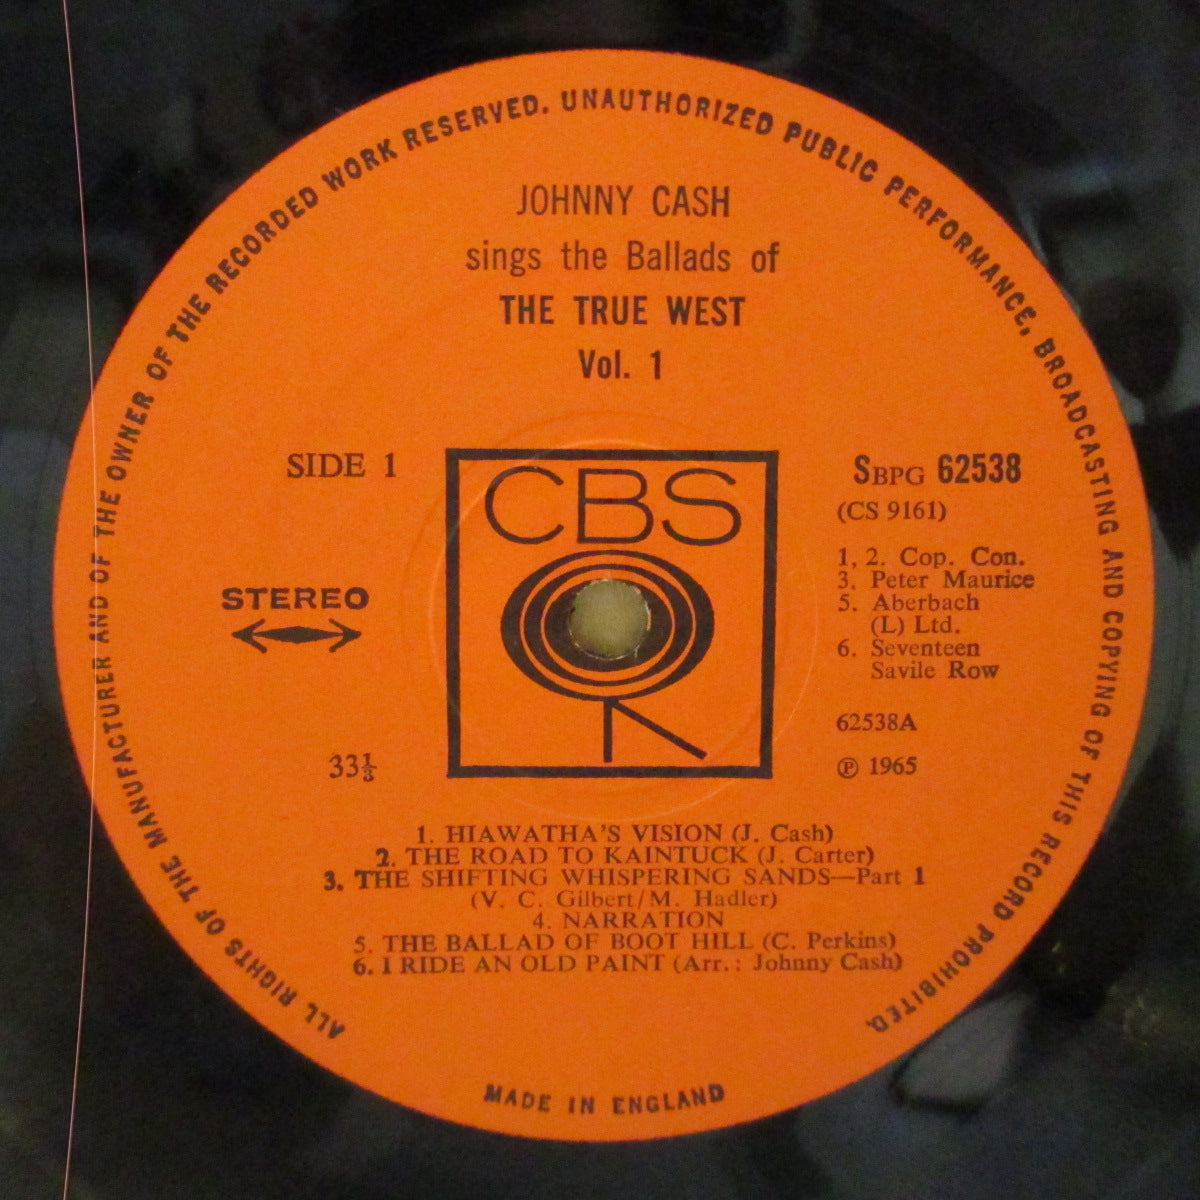 ALL RIGHTS OF THE MANUFACTURER AND OF THE OWNER OF THE RECORDED WORK RESERVED. UNAUTHORIZED PUBLIC PERFORMANCE, BROADCASTING AND COPYING OF THIS RECORD PROHIBITED.
JOHNNY CASH
sings the Ballads of
THE TRUE WEST
Vol. 1
SIDE 1
CBS
SBPG 62538
(CS 9161)
1, 2. Cop. Con.
3. Peter Maurice
5. Aberbach
(L) Ltd.
6. Seventeen
Savile Row
STEREO
62538A
33⅓
℗ 1965
1. HIAWATHA'S VISION (J. Cash)
2. THE ROAD TO KAINTUCK (J. Carter)
3. THE SHIFTING WHISPERING SANDS—Part 1
(V. C. Gilbert/M. Hadler)
4. NARRATION
5. THE BALLAD OF BOOT HILL (C. Perkins)
6. I RIDE AN OLD PAINT (Arr.: Johnny Cash)
MADE IN ENGLAND